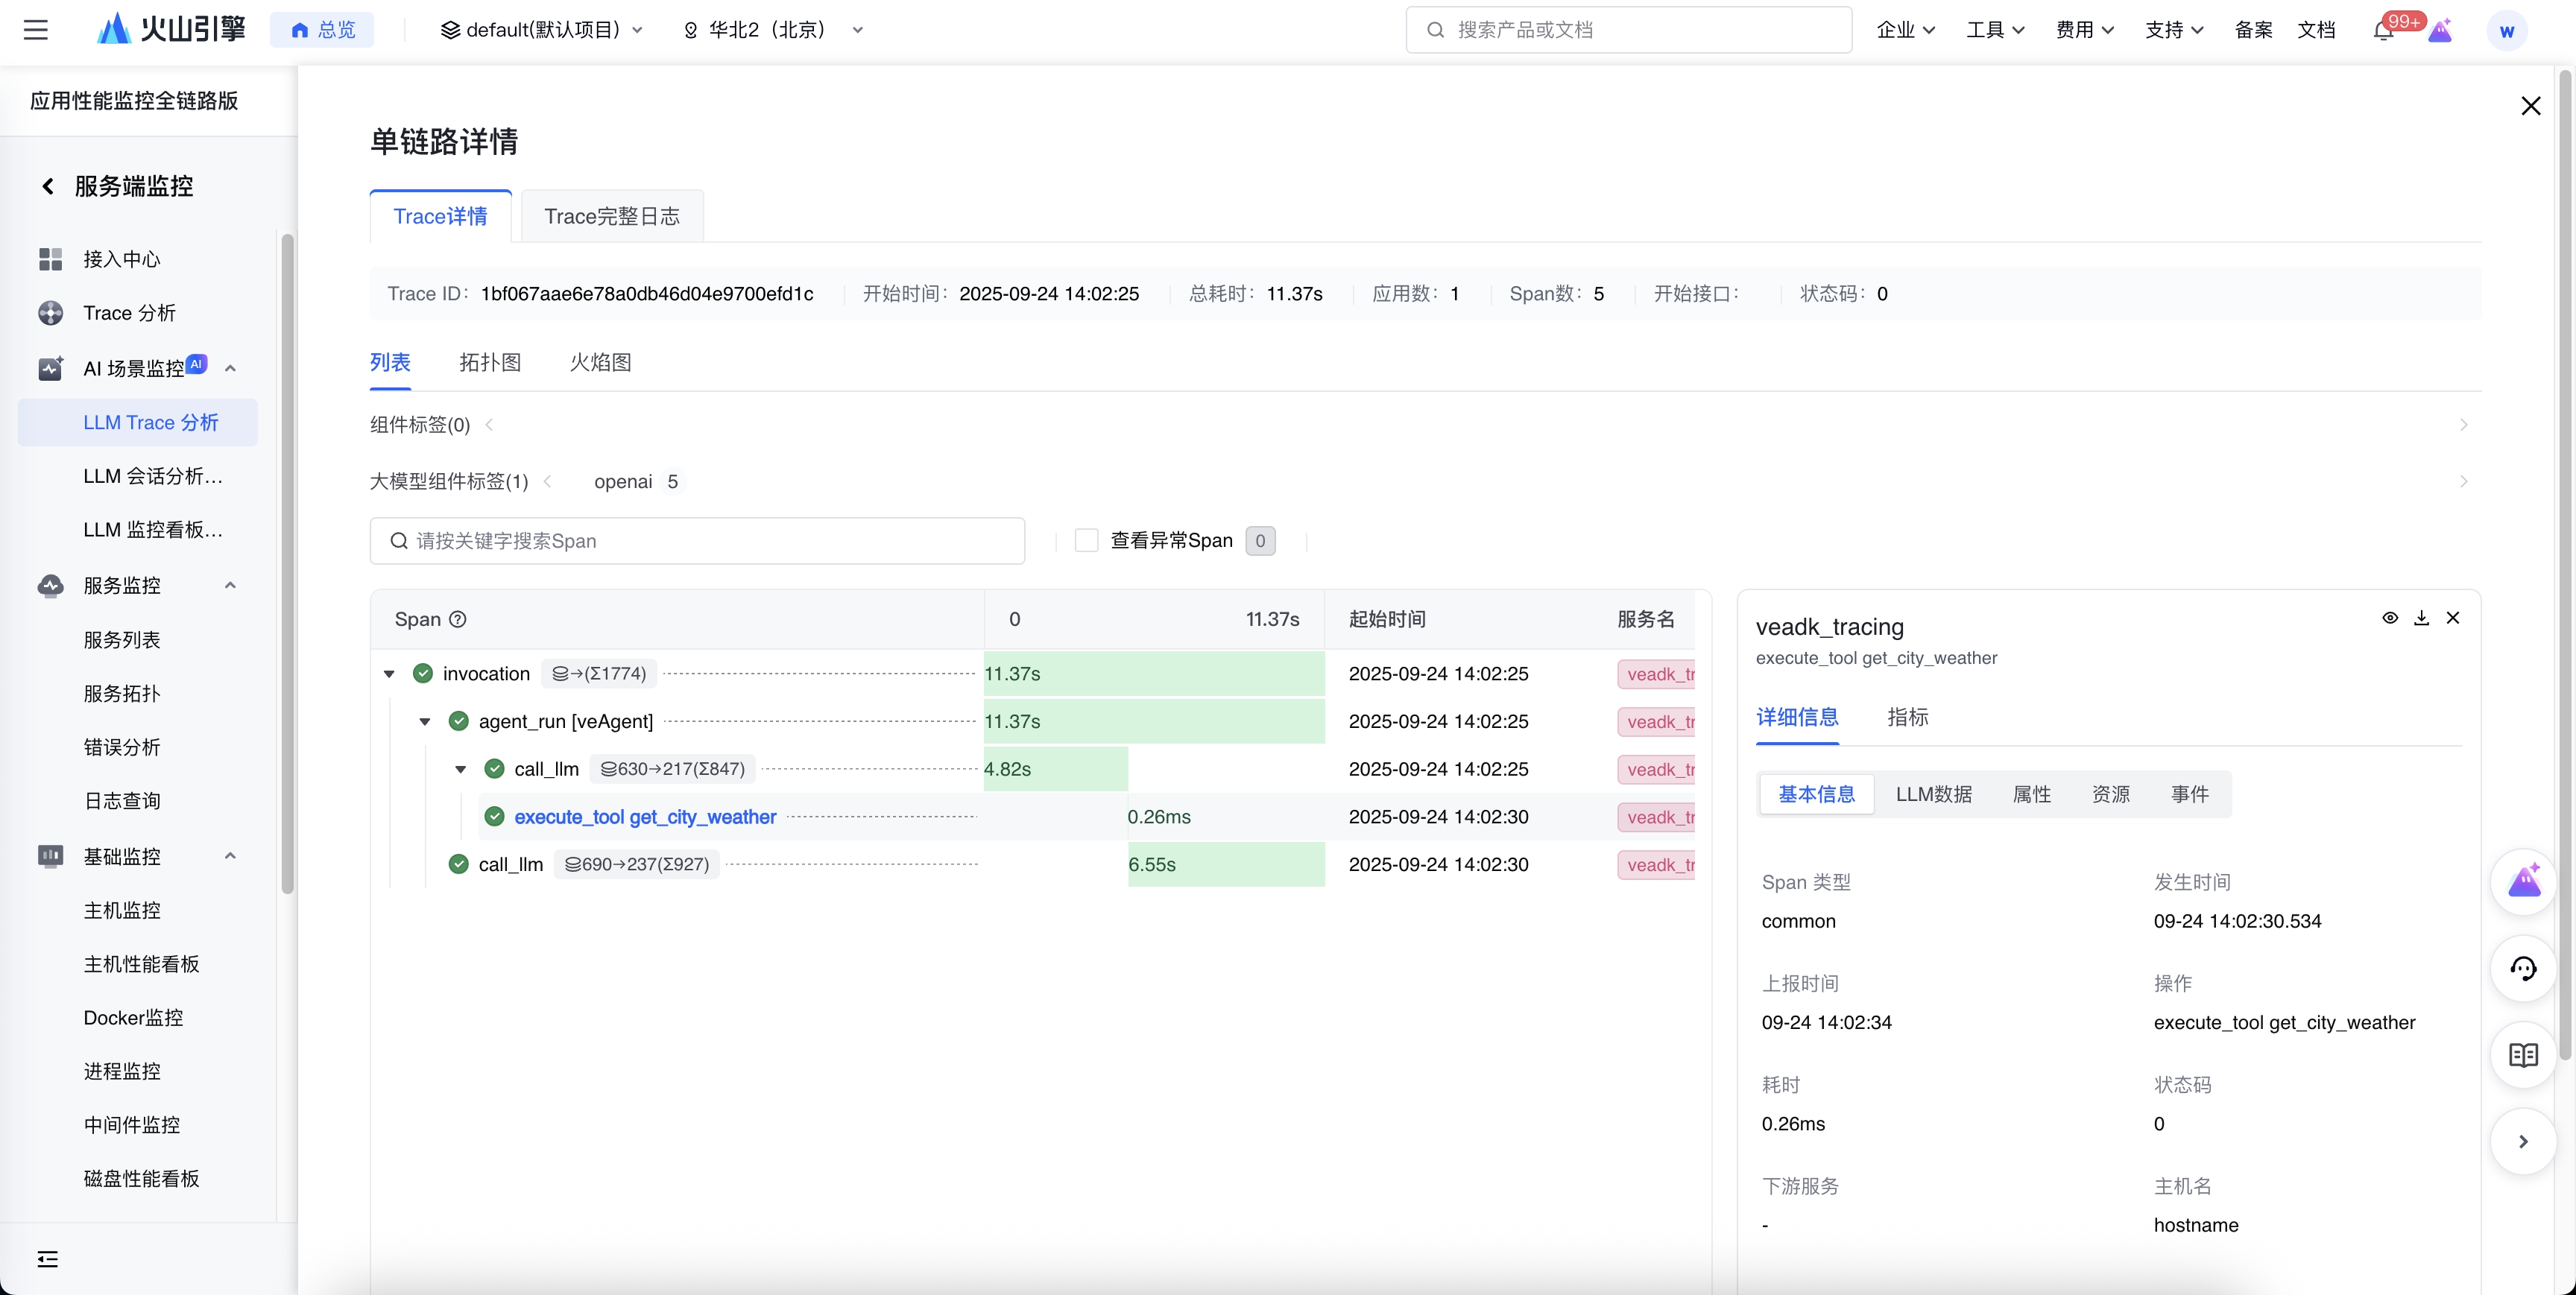 火山引擎
总览
default(默认项目)
华北2（北京）
搜索产品或文档
企业
工具
费用
支持
备案
文档
99+
w
应用性能监控全链路版
服务端监控
接入中心
Trace 分析
AI 场景监控 AI
LLM Trace 分析
LLM 会话分析…
LLM 监控看板…
服务监控
服务列表
服务拓扑
错误分析
日志查询
基础监控
主机监控
主机性能看板
Docker监控
进程监控
中间件监控
磁盘性能看板
单链路详情
Trace详情
Trace完整日志
Trace ID： 1bf067aae6e78a0db46d04e9700efd1c
开始时间： 2025-09-24 14:02:25
总耗时： 11.37s
应用数： 1
Span数： 5
开始接口：
状态码： 0
列表
拓扑图
火焰图
组件标签(0)
大模型组件标签(1)
openai 5
请按关键字搜索Span
查看异常Span 0
Span 0 11.37s 起始时间 服务名
invocation →(Σ1774) 11.37s 2025-09-24 14:02:25 veadk_tr
agent_run [veAgent] 11.37s 2025-09-24 14:02:25 veadk_tr
call_llm 630→217(Σ847) 4.82s 2025-09-24 14:02:25 veadk_tr
execute_tool get_city_weather 0.26ms 2025-09-24 14:02:30 veadk_tr
call_llm 690→237(Σ927) 6.55s 2025-09-24 14:02:30 veadk_tr
veadk_tracing
execute_tool get_city_weather
详细信息
指标
基本信息
LLM数据
属性
资源
事件
Span 类型
common
发生时间
09-24 14:02:30.534
上报时间
09-24 14:02:34
操作
execute_tool get_city_weather
耗时
0.26ms
状态码
0
下游服务
-
主机名
hostname